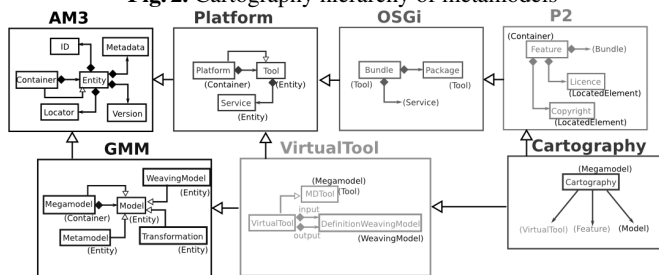 Fig. 2. Cartography hierarchy of metamodels
AM3
Platform
OSGi
P2
ID
Metadata
Container
Entity
Locator
Version
Platform
Tool
(Container)
(Entity)
Service
(Entity)
Bundle
Package
(Tool)
(Tool)
(Service)
(Container)
Feature
(Bundle)
Licence
(LocatedElement)
Copyright
(LocatedElement)
GMM
VirtualTool
Cartography
WeavingModel
(Entity)
Megamodel
Model
(Container)
(Entity)
Metamodel
Transformation
(Entity)
(Entity)
(Megamodel)
MDTool
(Tool)
input
VirtualTool
DefinitionWeavingModel
output
(WeavingModel)
(Megamodel)
Cartography
(VirtualTool)
(Feature)
(Model)